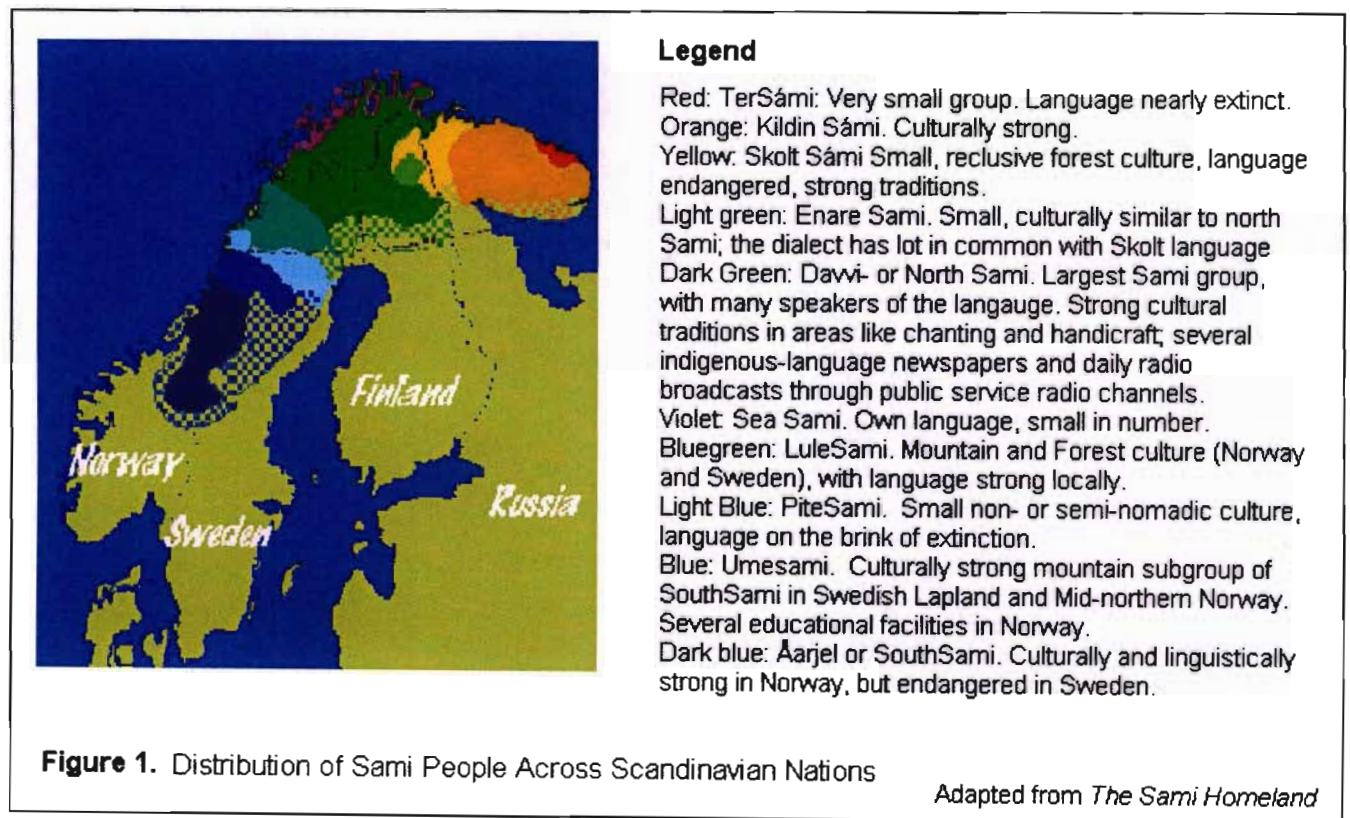 Legend
Red: TerSámi: Very small group. Language nearly extinct.
Orange: Kildin Sámi. Culturally strong.
Yellow: Skolt Sámi Small, reclusive forest culture, language
endangered, strong traditions.
Light green: Enare Sami. Small, culturally similar to north
Sami; the dialect has lot in common with Skolt language
Dark Green: Davvi- or North Sami. Largest Sami group,
with many speakers of the langauge. Strong cultural
traditions in areas like chanting and handicraft; several
indigenous-language newspapers and daily radio
broadcasts through public service radio channels.
Violet: Sea Sami. Own language, small in number.
Bluegreen: LuleSami. Mountain and Forest culture (Norway
and Sweden), with language strong locally.
Light Blue: PiteSami. Small non- or semi-nomadic culture,
language on the brink of extinction.
Blue: Umesami. Culturally strong mountain subgroup of
SouthSami in Swedish Lapland and Mid-northern Norway.
Several educational facilities in Norway.
Dark blue: Åarjel or SouthSami. Culturally and linguistically
strong in Norway, but endangered in Sweden.
Finland
Norway
Russia
Sweden
Figure 1. Distribution of Sami People Across Scandinavian Nations
Adapted from The Sami Homeland